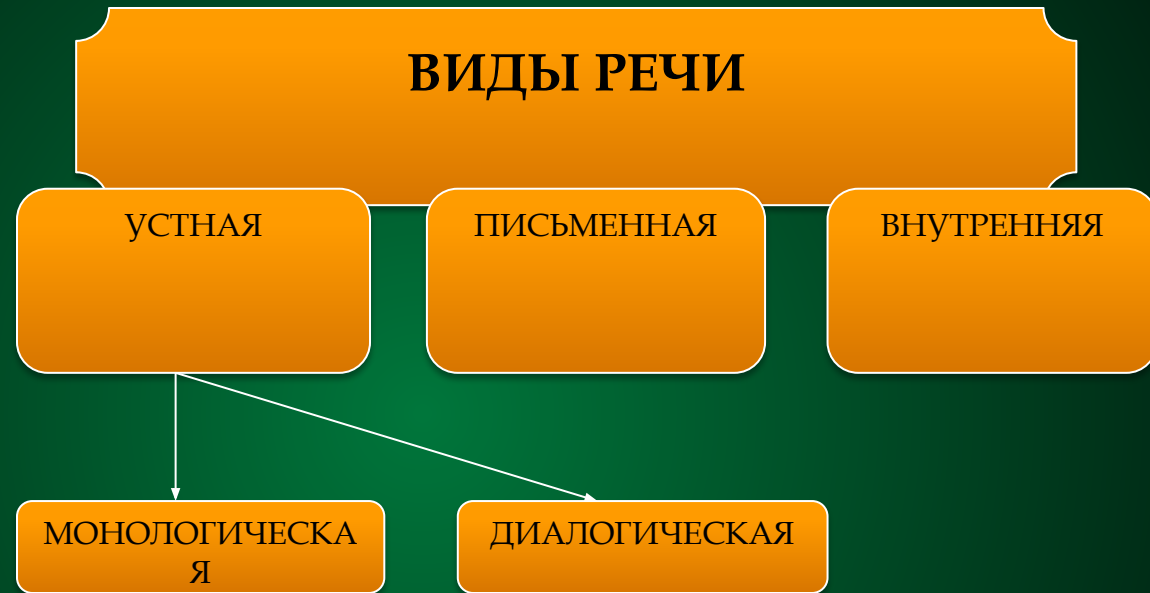 ВИДЫ РЕЧИ
УСТНАЯ
ПИСЬМЕННАЯ
ВНУТРЕННЯЯ
МОНОЛОГИЧЕСКА
Я
ДИАЛОГИЧЕСКАЯ